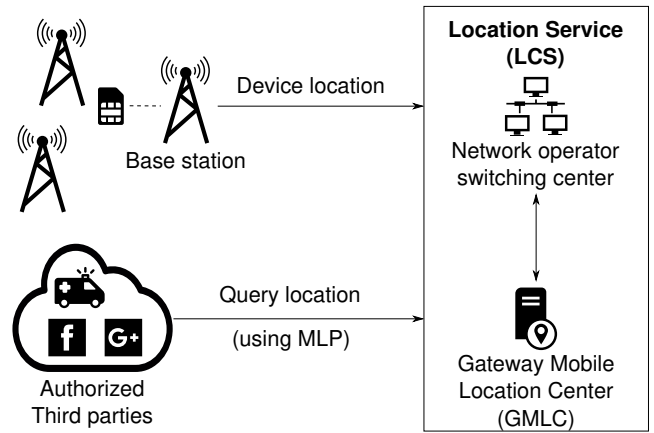 Location Service
(LCS)
Device location
Base station
Network operator
switching center
Query location
(using MLP)
f
G+
Authorized
Third parties
Gateway Mobile
Location Center
(GMLC)